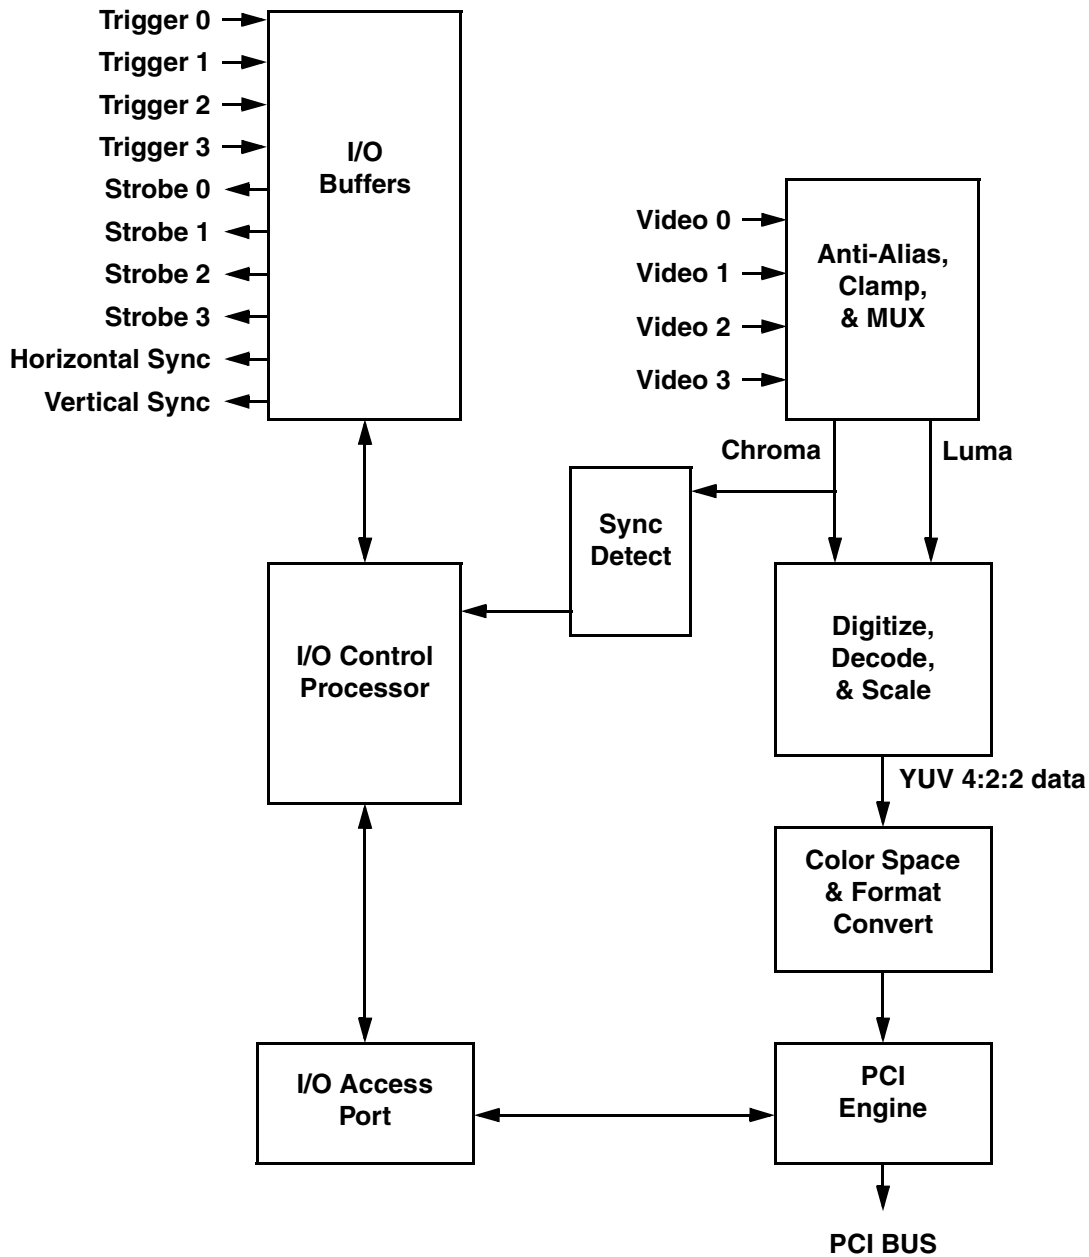 Trigger 0
Trigger 1
Trigger 2
Trigger 3
Strobe 0
Strobe 1
Strobe 2
Strobe 3
Horizontal Sync
Vertical Sync
I/O
Buffers
Video 0
Video 1
Video 2
Video 3
Anti-Alias,
Clamp,
& MUX
Chroma
Luma
Sync
Detect
I/O Control
Processor
Digitize,
Decode,
& Scale
YUV 4:2:2 data
Color Space
& Format
Convert
I/O Access
Port
PCI
Engine
PCI BUS